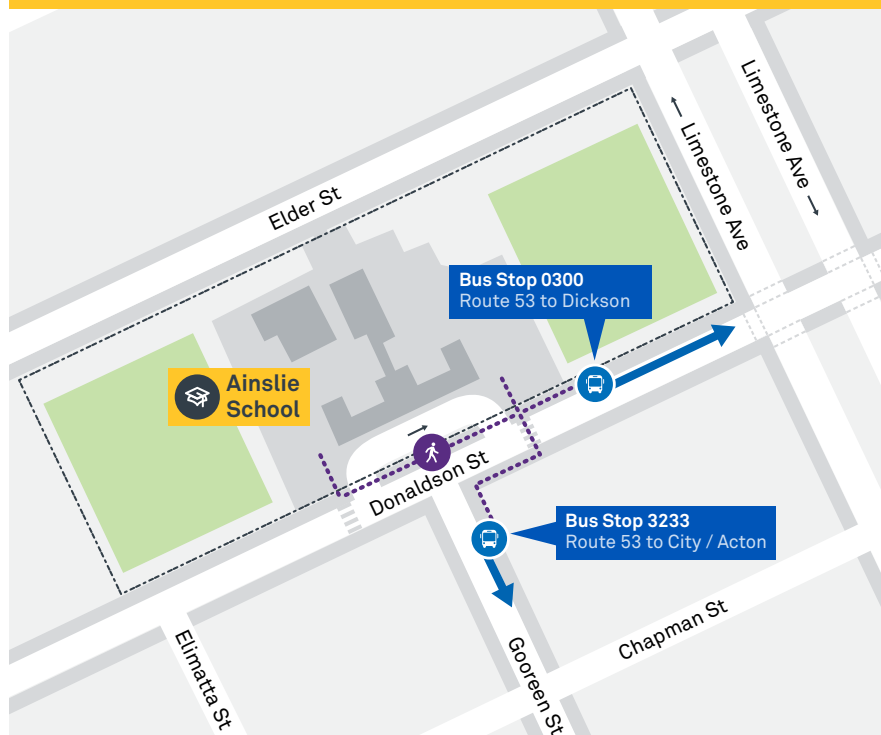 Elder St
Limestone Ave
Limestone Ave
Bus Stop 0300
Route 53 to Dickson
Ainslie
School
Donaldson St
Bus Stop 3233
Route 53 to City / Acton
Chapman St
Elimatta St
Gooreen St